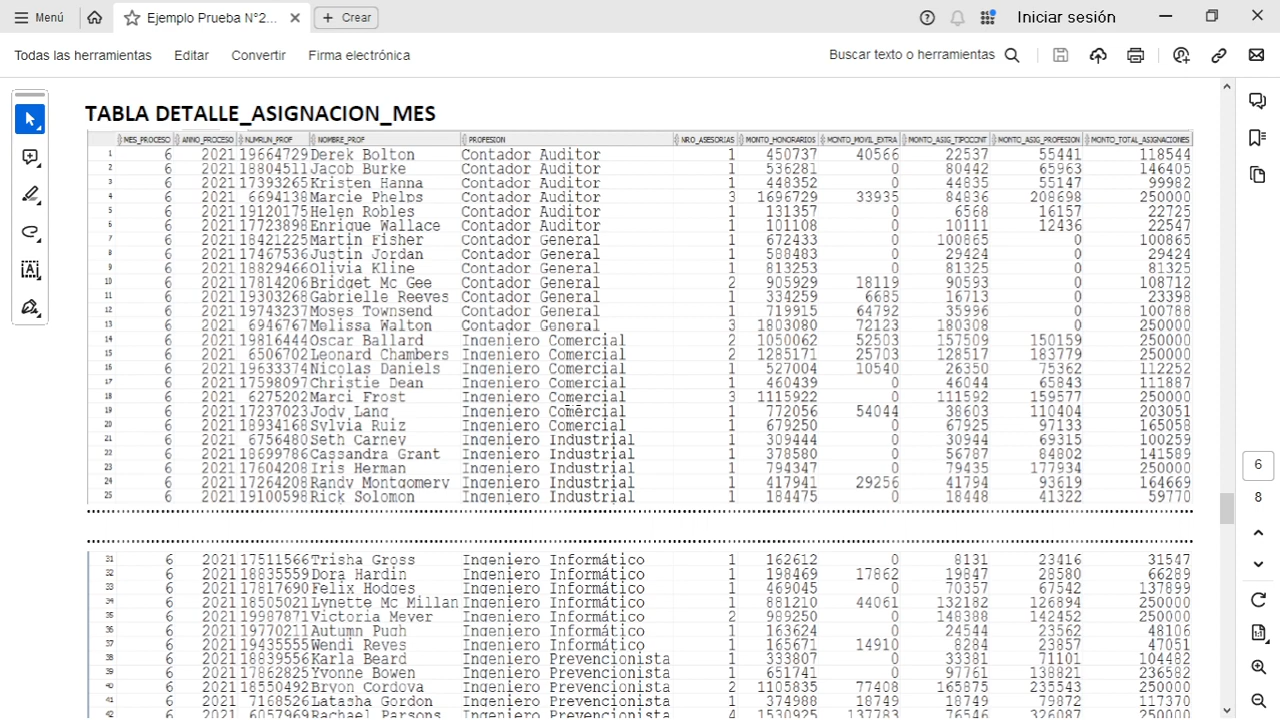 Menú Ejemplo Prueba N°2... Crear Iniciar sesión
Todas las herramientas Editar Convertir Firma electrónica Buscar texto o herramientas
TABLA DETALLE_ASIGNACION_MES
MES_PROCESO ANNO_PROCESO NUMRUN_PROF NOMBRE_PROF PROFESION NRO_ASESORIAS MONTO_HONORARIOS MONTO_MOVIL_EXTRA MONTO_ASIG_TIPOCONT MONTO_ASIG_PROFESION MONTO_TOTAL_ASIGNACIONES
1 6 2021 19664729 Derek Bolton Contador Auditor 1 450737 40566 22537 55441 118544
2 6 2021 18804511 Jacob Burke Contador Auditor 1 536281 0 80442 65963 146405
3 6 2021 17393265 Kristen Hanna Contador Auditor 1 448352 0 44835 55147 99982
4 6 2021 6694138 Marcie Phelps Contador Auditor 3 1696729 33935 84836 208698 250000
5 6 2021 19120175 Helen Robles Contador Auditor 1 131357 0 6568 16157 22725
6 6 2021 17723898 Enrique Wallace Contador Auditor 1 101108 0 10111 12436 22547
7 6 2021 18421225 Martin Fisher Contador General 1 672433 0 100865 0 100865
8 6 2021 17467536 Justin Jordan Contador General 1 588483 0 29424 0 29424
9 6 2021 18829466 Olivia Kline Contador General 1 813253 0 81325 0 81325
10 6 2021 17814206 Bridget Mc Gee Contador General 2 905929 18119 90593 0 108712
11 6 2021 19303268 Gabrielle Reeves Contador General 1 334259 6685 16713 0 23398
12 6 2021 19743237 Moses Townsend Contador General 1 719915 64792 35996 0 100788
13 6 2021 6946767 Melissa Walton Contador General 3 1803080 72123 180308 0 250000
14 6 2021 19816444 Oscar Ballard Ingeniero Comercial 2 1050062 52503 157509 150159 250000
15 6 2021 6506702 Leonard Chambers Ingeniero Comercial 2 1285171 25703 128517 183779 250000
16 6 2021 19633374 Nicolas Daniels Ingeniero Comercial 1 527004 10540 26350 75362 112252
17 6 2021 17598097 Christie Dean Ingeniero Comercial 1 460439 0 46044 65843 111887
18 6 2021 6275202 Marci Frost Ingeniero Comercial 3 1115922 0 111592 159577 250000
19 6 2021 17237023 Jody Lang Ingeniero Comercial 1 772056 54044 38603 110404 203051
20 6 2021 18934168 Sylvia Ruiz Ingeniero Comercial 1 679250 0 67925 97133 165058
21 6 2021 6756480 Seth Carney Ingeniero Industrial 1 309444 0 30944 69315 100259
22 6 2021 18699786 Cassandra Grant Ingeniero Industrial 1 378580 0 56787 84802 141589
23 6 2021 17604208 Iris Herman Ingeniero Industrial 1 794347 0 79435 177934 250000
24 6 2021 17264208 Randy Montgomery Ingeniero Industrial 1 417941 29256 41794 93619 164669
25 6 2021 19100598 Rick Solomon Ingeniero Industrial 1 184475 0 18448 41322 59770
31 6 2021 17511566 Trisha Gross Ingeniero Informático 1 162612 0 8131 23416 31547
32 6 2021 18835559 Dora Hardin Ingeniero Informático 1 198469 17862 19847 28580 66289
33 6 2021 17817690 Felix Hodges Ingeniero Informático 1 469045 0 70357 67542 137899
34 6 2021 18505021 Lynette Mc Millan Ingeniero Informático 1 881210 44061 132182 126894 250000
35 6 2021 19987871 Victoria Meyer Ingeniero Informático 2 989250 0 148388 142452 250000
36 6 2021 19770211 Autumn Pugh Ingeniero Informático 1 163624 0 24544 23562 48106
37 6 2021 19435555 Wendi Reyes Ingeniero Informático 1 165671 14910 8284 23857 47051
38 6 2021 18839556 Karla Beard Ingeniero Prevencionista 1 333807 0 33381 71101 104482
39 6 2021 17862825 Yvonne Bowen Ingeniero Prevencionista 1 651741 0 97761 138821 236582
40 6 2021 18550492 Bryon Cordova Ingeniero Prevencionista 2 1105835 77408 165875 235543 250000
41 6 2021 7168526 Latasha Gordon Ingeniero Prevencionista 1 374988 18749 18749 79872 117370
42 6 2021 6057969 Rachael Parsons Ingeniero Prevencionista 4 1530925 137783 76546 326087 250000
6
8